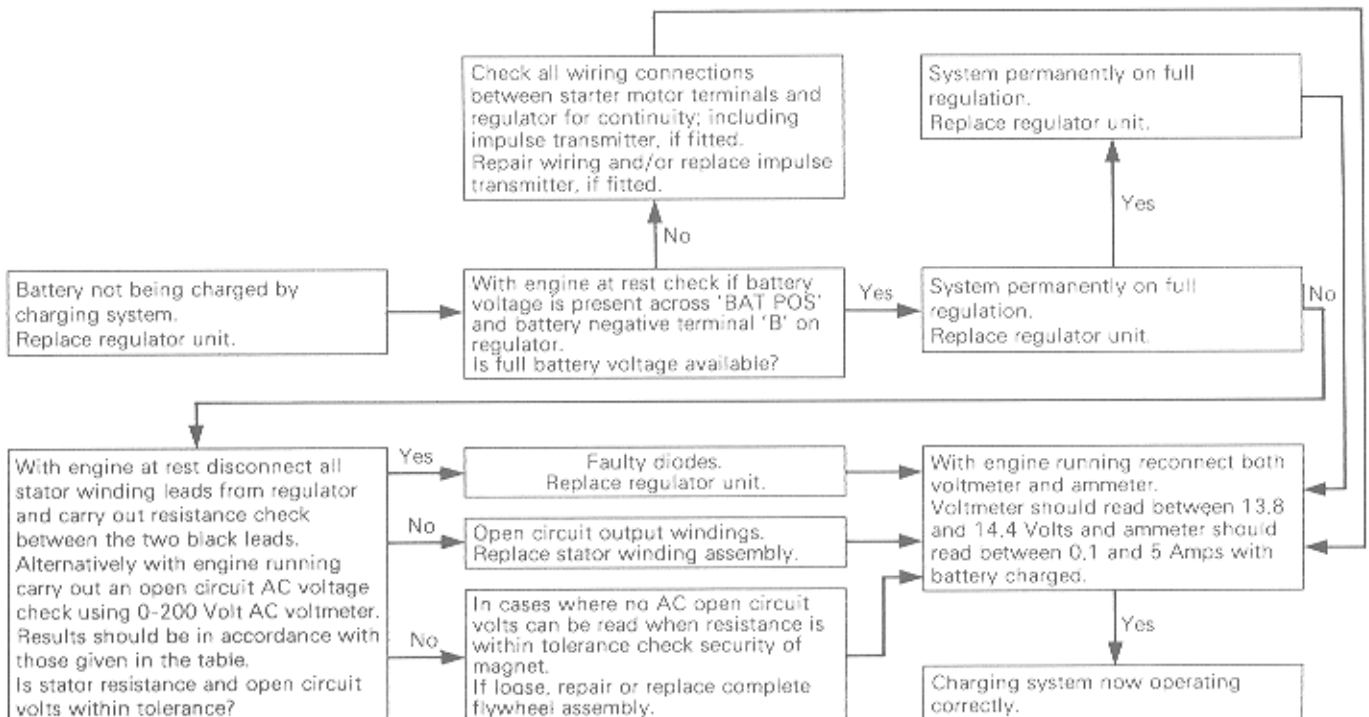 Check all wiring connections
between starter motor terminals and
regulator for continuity; including
impulse transmitter, if fitted.
Repair wiring and/or replace impulse
transmitter, if fitted.
System permanently on full
regulation.
Replace regulator unit.
No
Yes
Battery not being charged by
charging system.
Replace regulator unit.
With engine at rest check if battery
voltage is present across 'BAT POS'
and battery negative terminal 'B' on
regulator.
Is full battery voltage available?
Yes
System permanently on full
regulation.
Replace regulator unit.
No
With engine at rest disconnect all
stator winding leads from regulator
and carry out resistance check
between the two black leads.
Alternatively with engine running
carry out an open circuit AC voltage
check using 0-200 Volt AC voltmeter.
Results should be in accordance with
those given in the table.
Is stator resistance and open circuit
volts within tolerance?
Yes
Faulty diodes.
Replace regulator unit.
No
Open circuit output windings.
Replace stator winding assembly.
No
In cases where no AC open circuit
volts can be read when resistance is
within tolerance check security of
magnet.
If loose, repair or replace complete
flywheel assembly.
With engine running reconnect both
voltmeter and ammeter.
Voltmeter should read between 13.8
and 14.4 Volts and ammeter should
read between 0.1 and 5 Amps with
battery charged.
Yes
Charging system now operating
correctly.